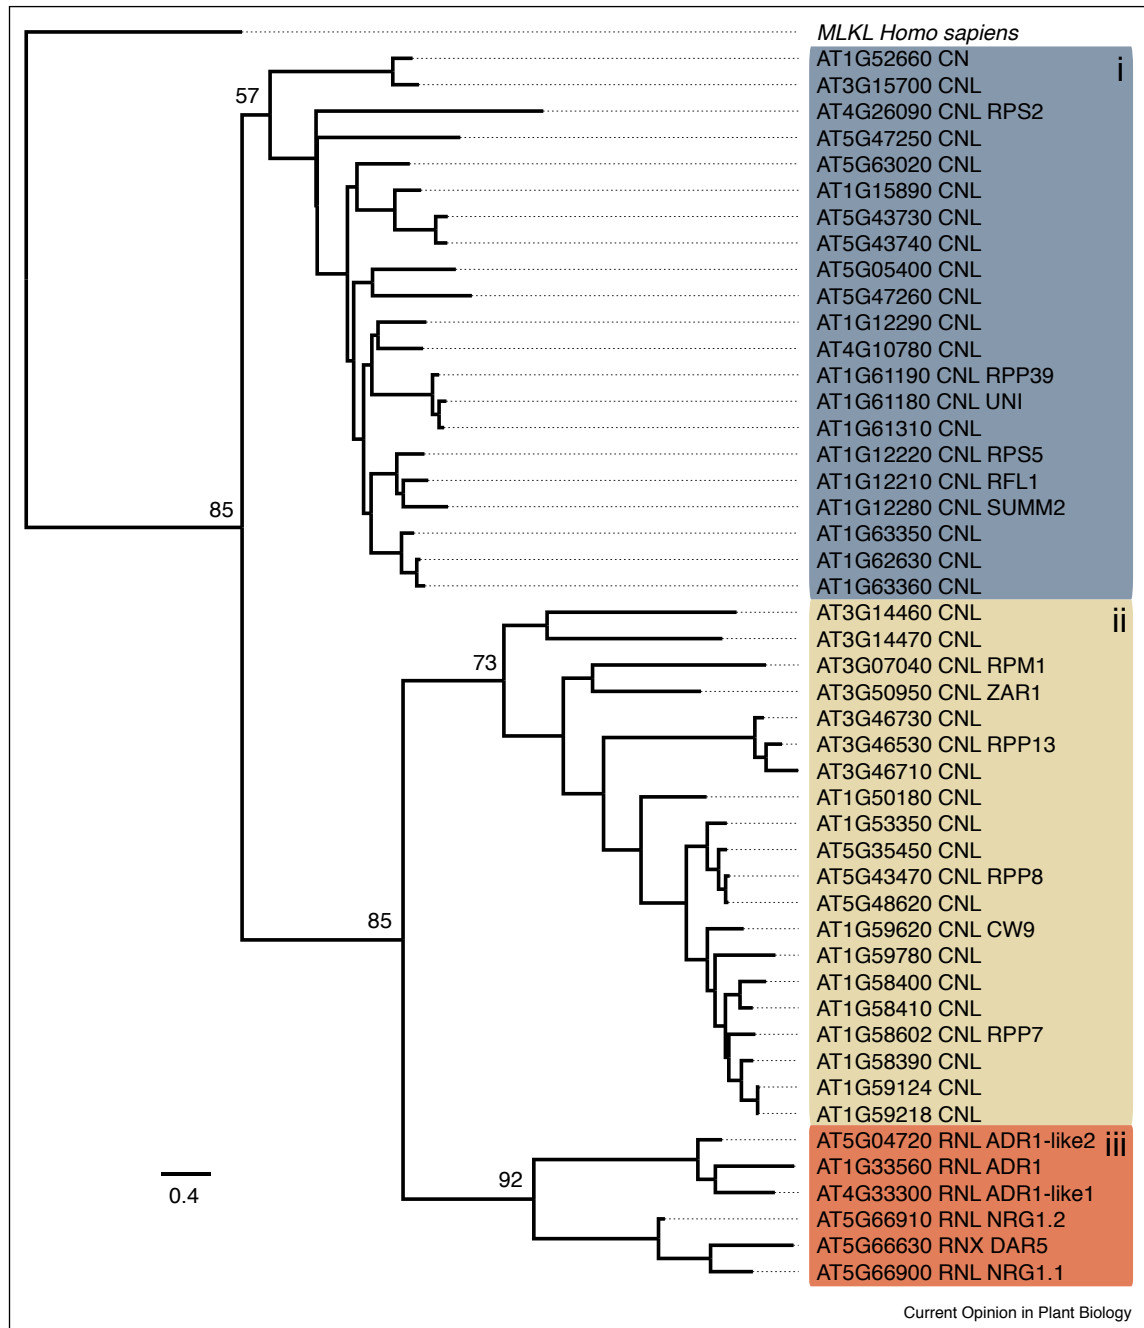 MLKL Homo sapiens
AT1G52660 CN
i
AT3G15700 CNL
57
AT4G26090 CNL RPS2
AT5G47250 CNL
AT5G63020 CNL
AT1G15890 CNL
AT5G43730 CNL
AT5G43740 CNL
AT5G05400 CNL
AT5G47260 CNL
AT1G12290 CNL
AT4G10780 CNL
AT1G61190 CNL RPP39
AT1G61180 CNL UNI
AT1G61310 CNL
AT1G12220 CNL RPS5
AT1G12210 CNL RFL1
AT1G12280 CNL SUMM2
85
AT1G63350 CNL
AT1G62630 CNL
AT1G63360 CNL
AT3G14460 CNL
ii
AT3G14470 CNL
73
AT3G07040 CNL RPM1
AT3G50950 CNL ZAR1
AT3G46730 CNL
AT3G46530 CNL RPP13
AT3G46710 CNL
AT1G50180 CNL
AT1G53350 CNL
AT5G35450 CNL
AT5G43470 CNL RPP8
AT5G48620 CNL
85
AT1G59620 CNL CW9
AT1G59780 CNL
AT1G58400 CNL
AT1G58410 CNL
AT1G58602 CNL RPP7
AT1G58390 CNL
AT1G59124 CNL
AT1G59218 CNL
AT5G04720 RNL ADR1-like2
iii
AT1G33560 RNL ADR1
92
AT4G33300 RNL ADR1-like1
0.4
AT5G66910 RNL NRG1.2
AT5G66630 RNX DAR5
AT5G66900 RNL NRG1.1
Current Opinion in Plant Biology